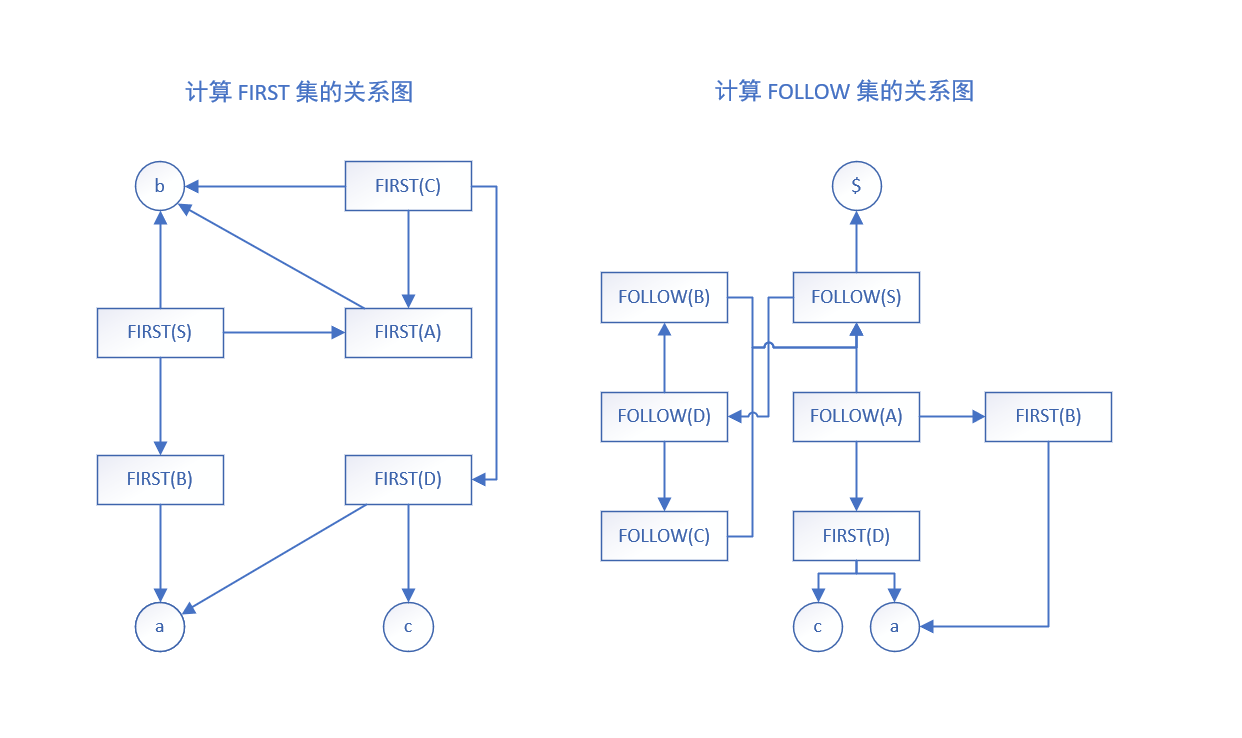 计算 FIRST 集的关系图
b
FIRST(C)
FIRST(S)
FIRST(A)
FIRST(B)
FIRST(D)
a
c
计算 FOLLOW 集的关系图
$
FOLLOW(B)
FOLLOW(S)
FOLLOW(D)
FOLLOW(A)
FIRST(B)
FOLLOW(C)
FIRST(D)
c
a